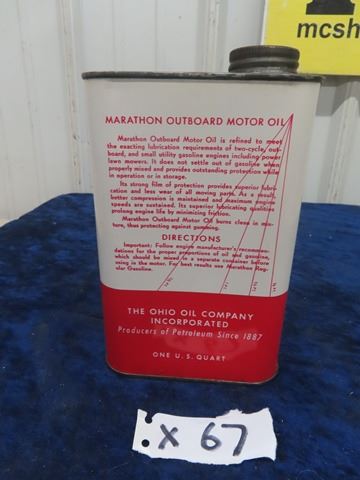 mcsh
MARATHON OUTBOARD MOTOR OIL
Marathon Outboard Motor Oil is refined to meet
the exacting lubrication requirements of two-cycle, out-
board, and small utility gasoline engines including power
lawn mowers. It does not settle out of gasoline when
properly mixed and provides outstanding protection while
in operation or in storage.
Its strong film of protection provides superior lubri-
cation and less wear of all moving parts. As a result,
better compression is maintained and maximum engine
speeds are sustained. Its superior lubricating qualities
prolong engine life by minimizing friction.
Marathon Outboard Motor Oil burns clean in mix-
ture, thus protecting against gumming.
DIRECTIONS
Important: Follow engine manufacturer's recommen-
dations for the proper proportions of oil and gasoline,
which should be mixed in a separate container before
using in the motor. For best results use Marathon Reg-
ular Gasoline.
THE OHIO OIL COMPANY
INCORPORATED
Producers of Petroleum Since 1887
ONE U.S. QUART
X 67